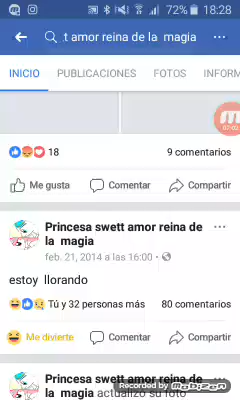 72% 18:28
:t amor reina de la magia
INICIO PUBLICACIONES FOTOS INFORM
07:02
18 9 comentarios
Me gusta Comentar Compartir
Princesa swett amor reina de
la magia
feb. 21, 2014 a las 16:00 •
estoy llorando
Tú y 32 personas más 80 comentarios
Me divierte Comentar Compartir
Princesa swett amor reina de
la magia actualizó su foto
Recorded by Mobizen